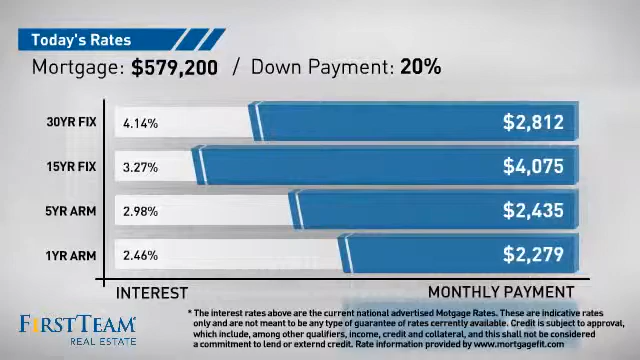 Today's Rates
Mortgage: $579,200 / Down Payment: 20%
30YR FIX 4.14% $2,812
15YR FIX 3.27% $4,075
5YR ARM 2.98% $2,435
1YR ARM 2.46% $2,279
INTEREST MONTHLY PAYMENT
* The interest rates above are the current national advertised Motgage Rates. These are indicative rates
only and are not meant to be any type of guarantee of rates cerrently available. Credit is subject to approval,
which include, among other qualifiers, income, credit and collateral, and this shall not be considered
a commitment to lend or externd credit. Rate information provided by www.mortgagefit.com
FIRSTTEAM®
REAL ESTATE